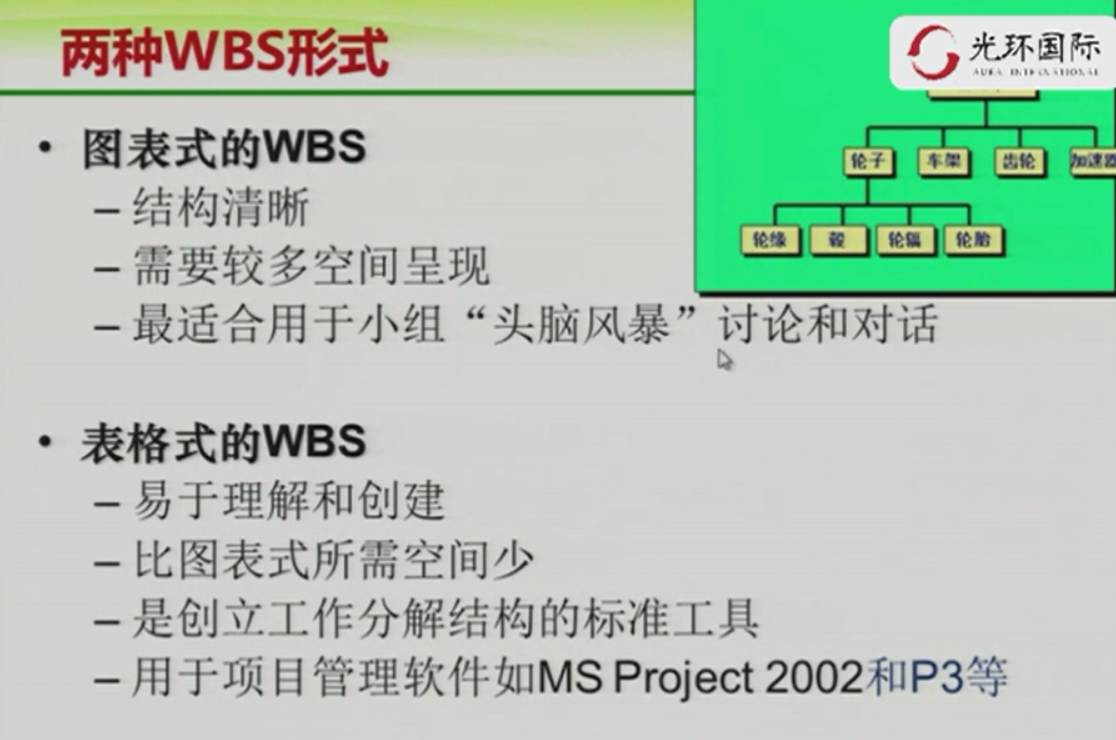 两种WBS形式
光环国际
AURA INTERNATIONAL
轮子 车架 齿轮 加速器
轮缘 毂 轮辐 轮胎
• 图表式的WBS
– 结构清晰
– 需要较多空间呈现
– 最适合用于小组“头脑风暴”讨论和对话
• 表格式的WBS
– 易于理解和创建
– 比图表式所需空间少
– 是创立工作分解结构的标准工具
– 用于项目管理软件如MS Project 2002和P3等